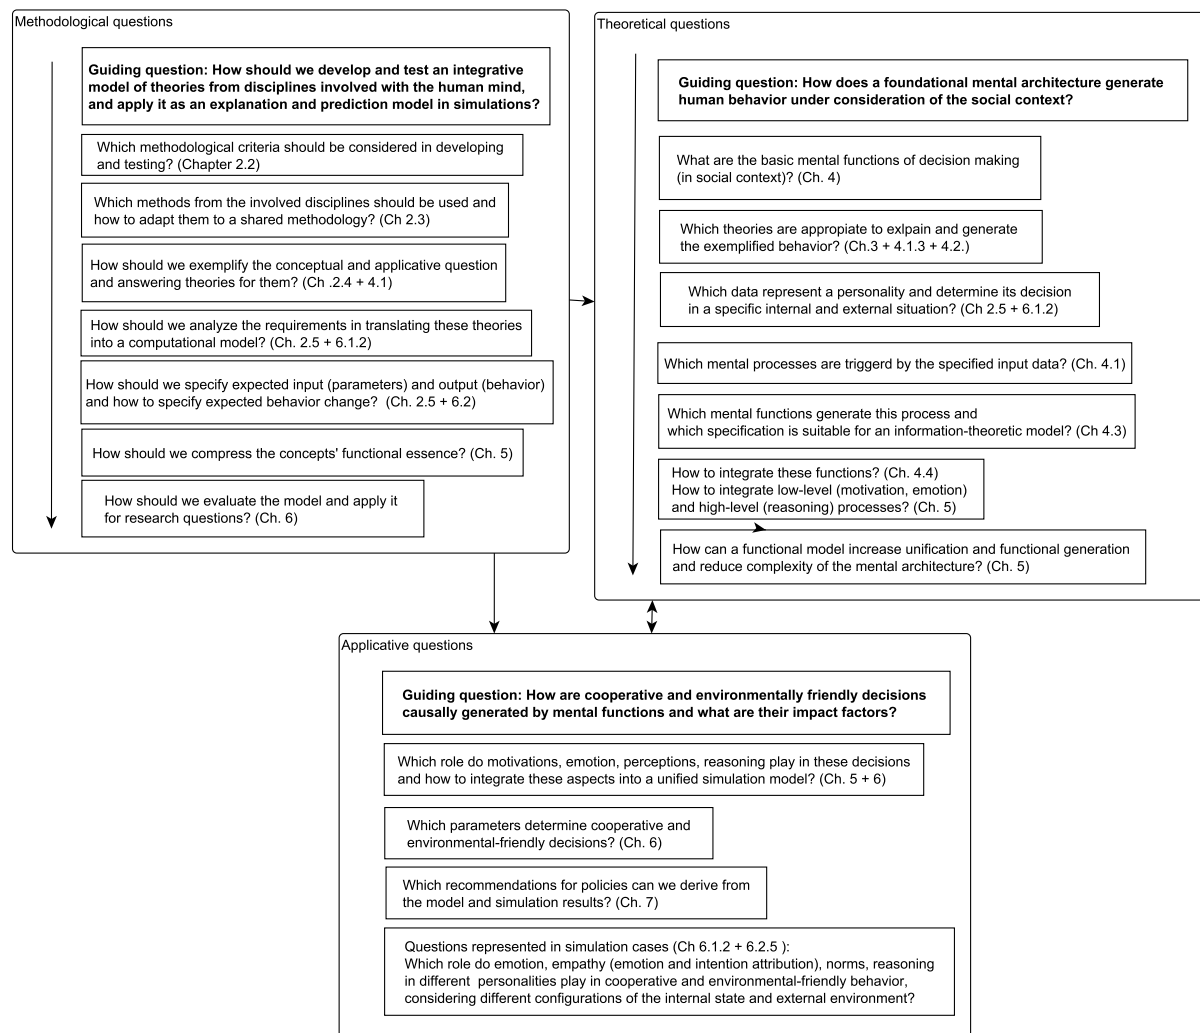 Methodological questions
Guiding question: How should we develop and test an integrative
model of theories from disciplines involved with the human mind,
and apply it as an explanation and prediction model in simulations?
Which methodological criteria should be considered in developing
and testing? (Chapter 2.2)
Which methods from the involved disciplines should be used and
how to adapt them to a shared methodology? (Ch 2.3)
How should we exemplify the conceptual and applicative question
and answering theories for them? (Ch .2.4 + 4.1)
How should we analyze the requirements in translating these theories
into a computational model? (Ch. 2.5 + 6.1.2)
How should we specify expected input (parameters) and output (behavior)
and how to specify expected behavior change?  (Ch. 2.5 + 6.2)
How should we compress the concepts' functional essence? (Ch. 5)
How should we evaluate the model and apply it
for research questions? (Ch. 6)
Theoretical questions
Guiding question: How does a foundational mental architecture generate
human behavior under consideration of the social context?
What are the basic mental functions of decision making
(in social context)? (Ch. 4)
Which theories are appropiate to exlpain and generate
the exemplified behavior? (Ch.3 + 4.1.3 + 4.2.)
Which data represent a personality and determine its decision
in a specific internal and external situation? (Ch 2.5 + 6.1.2)
Which mental processes are triggerd by the specified input data? (Ch. 4.1)
Which mental functions generate this process and
which specification is suitable for an information-theoretic model? (Ch 4.3)
How to integrate these functions? (Ch. 4.4)
How to integrate low-level (motivation, emotion)
and high-level (reasoning) processes? (Ch. 5)
How can a functional model increase unification and functional generation
and reduce complexity of the mental architecture? (Ch. 5)
Applicative questions
Guiding question: How are cooperative and environmentally friendly decisions
causally generated by mental functions and what are their impact factors?
Which role do motivations, emotion, perceptions, reasoning play in these decisions
and how to integrate these aspects into a unified simulation model? (Ch. 5 + 6)
Which parameters determine cooperative and
environmental-friendly decisions? (Ch. 6)
Which recommendations for policies can we derive from
the model and simulation results? (Ch. 7)
Questions represented in simulation cases (Ch 6.1.2 + 6.2.5 ):
Which role do emotion, empathy (emotion and intention attribution), norms, reasoning
in different  personalities play in cooperative and environmental-friendly behavior,
considering different configurations of the internal state and external environment?